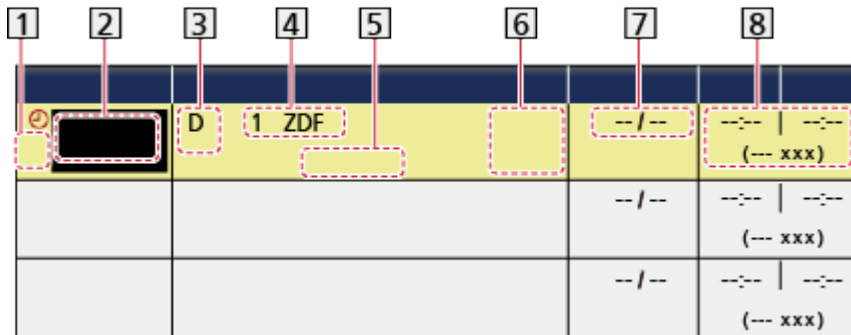 1 2 3 4 5 6 7 8
D 1 ZDF --/-- --:-- | --:--
(--- xxx)
--/-- --:-- | --:--
(--- xxx)
--/-- --:-- | --:--
(--- xxx)